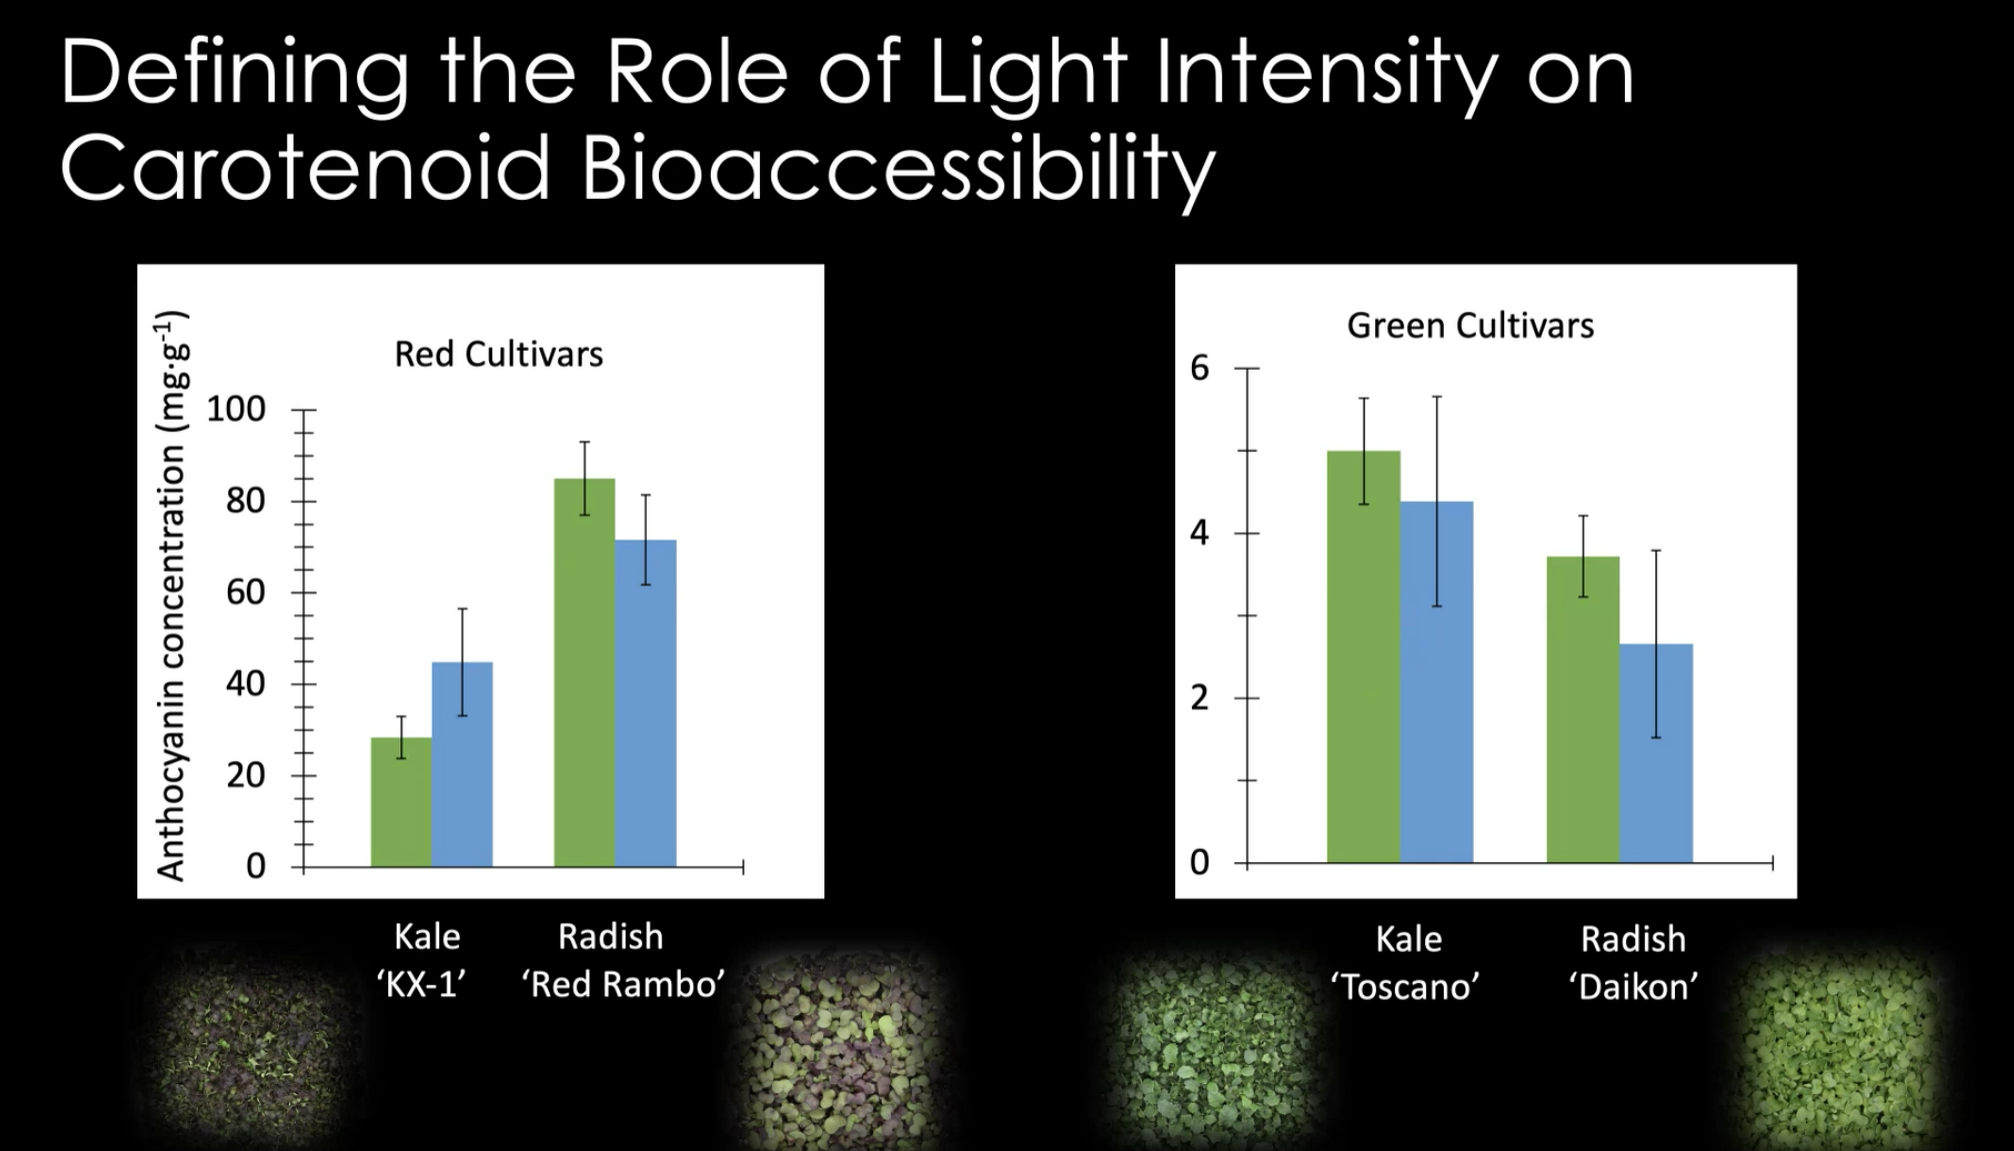 Defining the Role of Light Intensity on
Carotenoid Bioaccessibility
Anthocyanin concentration (mg·g⁻¹)
Red Cultivars
100
80
60
40
20
0
Kale
‘KX-1’
Radish
‘Red Rambo’
Green Cultivars
6
4
2
0
Kale
‘Toscano’
Radish
‘Daikon’